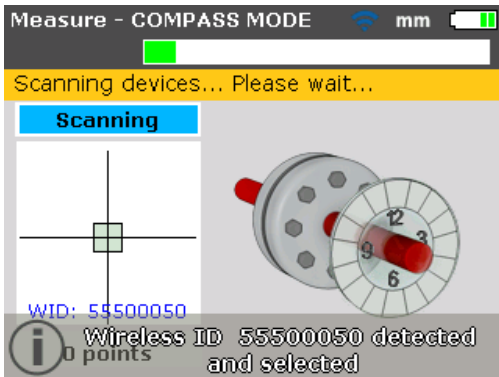 Measure - COMPASS MODE mm
Scanning devices... Please wait...
Scanning
12
3
9
6
WID: 55500050
Wireless ID 55500050 detected
and selected
0 points